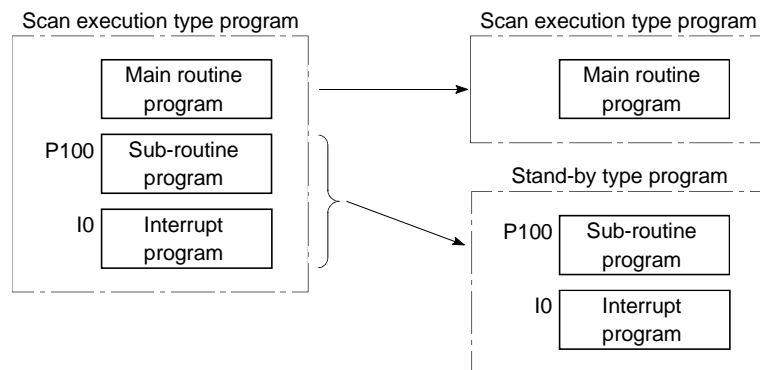 Scan execution type program
Main routine
program
P100
Sub-routine
program
I0
Interrupt
program
Scan execution type program
Main routine
program
Stand-by type program
P100
Sub-routine
program
I0
Interrupt
program